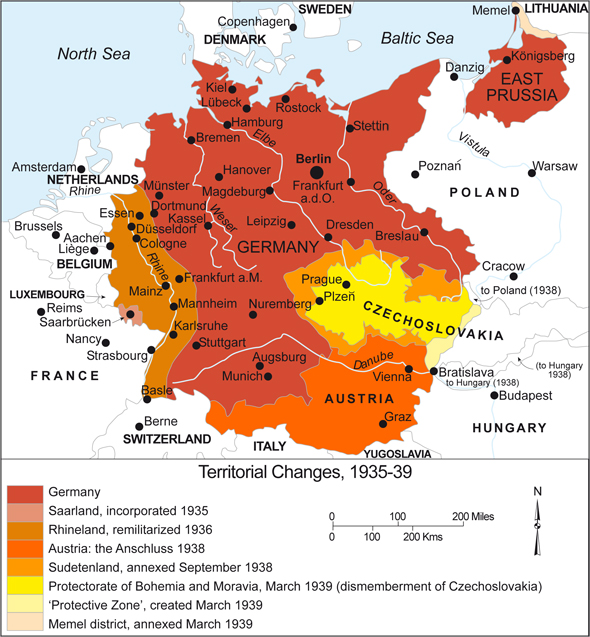 SWEDEN
LITHUANIA
Memel
Copenhagen
DENMARK
North Sea
Baltic Sea
Königsberg
EAST
PRUSSIA
Danzig
Kiel
Lübeck
Rostock
Hamburg
Stettin
Bremen
Elbe
Vistula
Berlin
Amsterdam
NETHERLANDS
Rhine
Hanover
Magdeburg
Frankfurt
a.d.O.
Oder
Poznań
Warsaw
POLAND
Münster
Dortmund
Essen
Kassel
Weser
Leipzig
Düsseldorf
Dresden
Breslau
Brussels
Aachen
Cologne
GERMANY
Liège
BELGIUM
Rhine
Frankfurt a.M.
Prague
Cracow
to Poland (1938)
LUXEMBOURG
Mainz
Plzeň
Reims
Mannheim
Nuremberg
CZECHOSLOVAKIA
Saarbrücken
Karlsruhe
Nancy
Stuttgart
Strasbourg
Augsburg
Danube
(to Hungary
1938)
FRANCE
Munich
Vienna
Bratislava
to Hungary (1938)
Basle
AUSTRIA
Budapest
Berne
Graz
HUNGARY
SWITZERLAND
ITALY
YUGOSLAVIA
Territorial Changes, 1935-39
Germany
Saarland, incorporated 1935
Rhineland, remilitarized 1936
Austria: the Anschluss 1938
Sudetenland, annexed September 1938
Protectorate of Bohemia and Moravia, March 1939 (dismemberment of Czechoslovakia)
‘Protective Zone’, created March 1939
Memel district, annexed March 1939
N
0 100 200 Miles
0 100 200 Kms